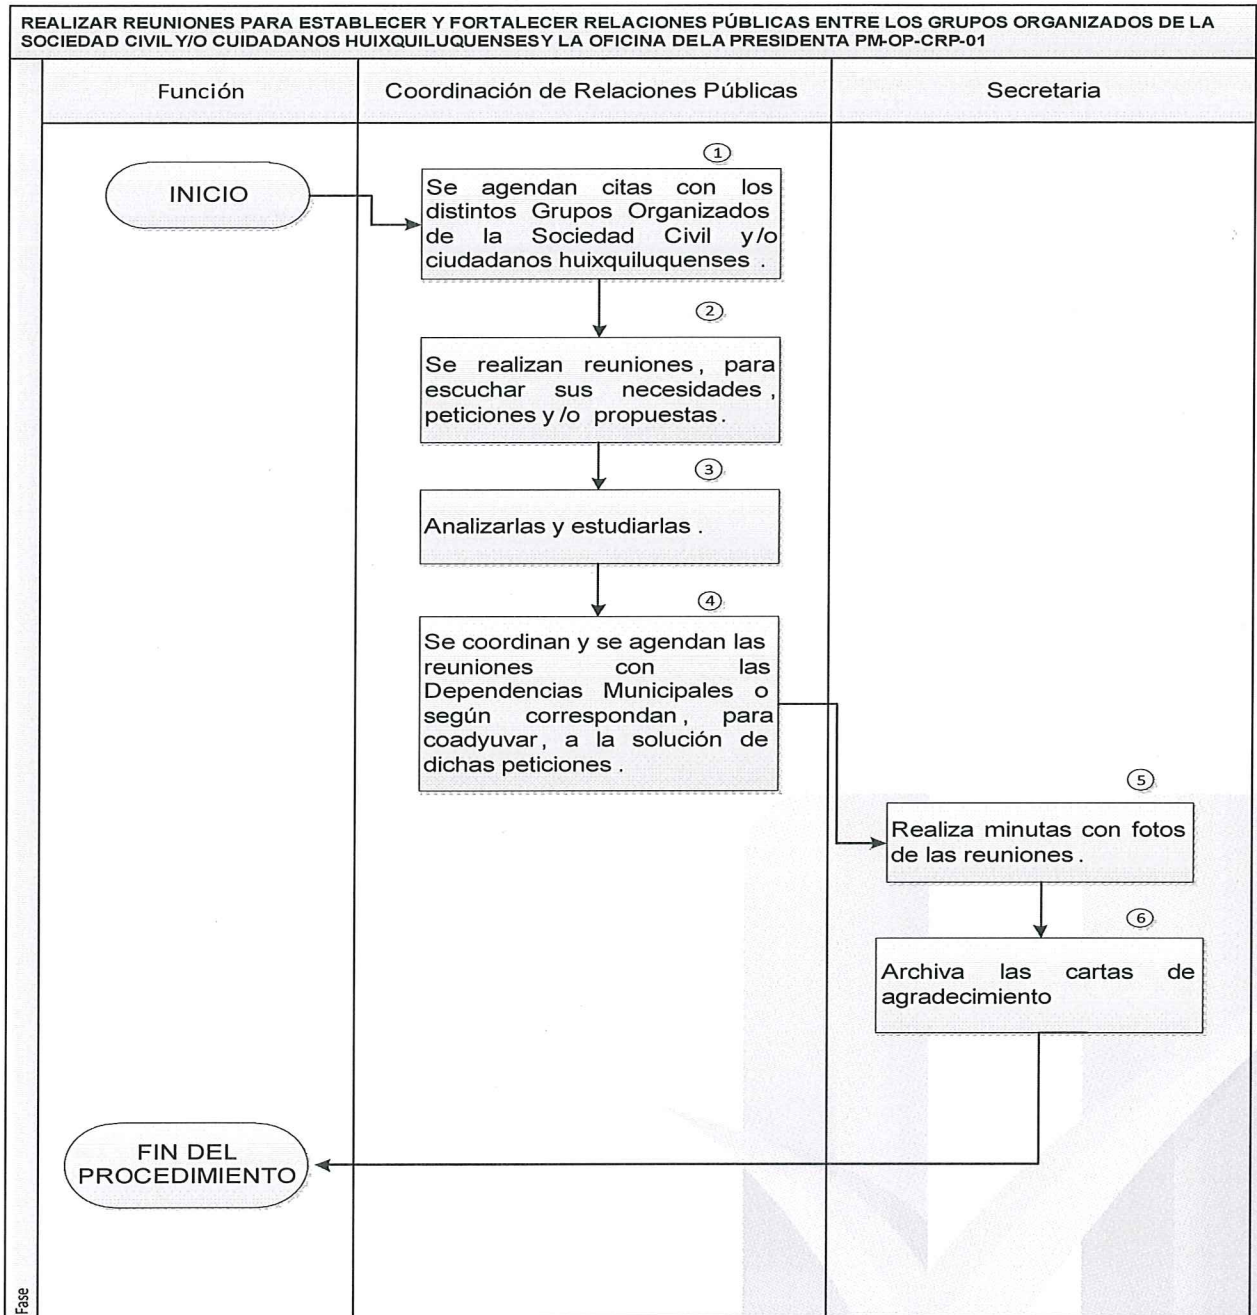 REALIZAR REUNIONES PARA ESTABLECER Y FORTALECER RELACIONES PÚBLICAS ENTRE LOS GRUPOS ORGANIZADOS DE LA
SOCIEDAD CIVIL Y/O CUIDADANOS HUIXQUILUQUENSES Y LA OFICINA DE LA PRESIDENTA PM-OP-CRP-01
Función
Coordinación de Relaciones Públicas
Secretaria
INICIO
1
Se agendan citas con los
distintos Grupos Organizados
de la Sociedad Civil y/o
ciudadanos huixquiluquenses .
2
Se realizan reuniones , para
escuchar sus necesidades ,
peticiones y /o propuestas .
3
Analizarlas y estudiarlas .
4
Se coordinan y se agendan las
reuniones con las
Dependencias Municipales o
según correspondan , para
coadyuvar, a la solución de
dichas peticiones .
5
Realiza minutas con fotos
de las reuniones .
6
Archiva las cartas de
agradecimiento
FIN DEL
PROCEDIMIENTO
Fase